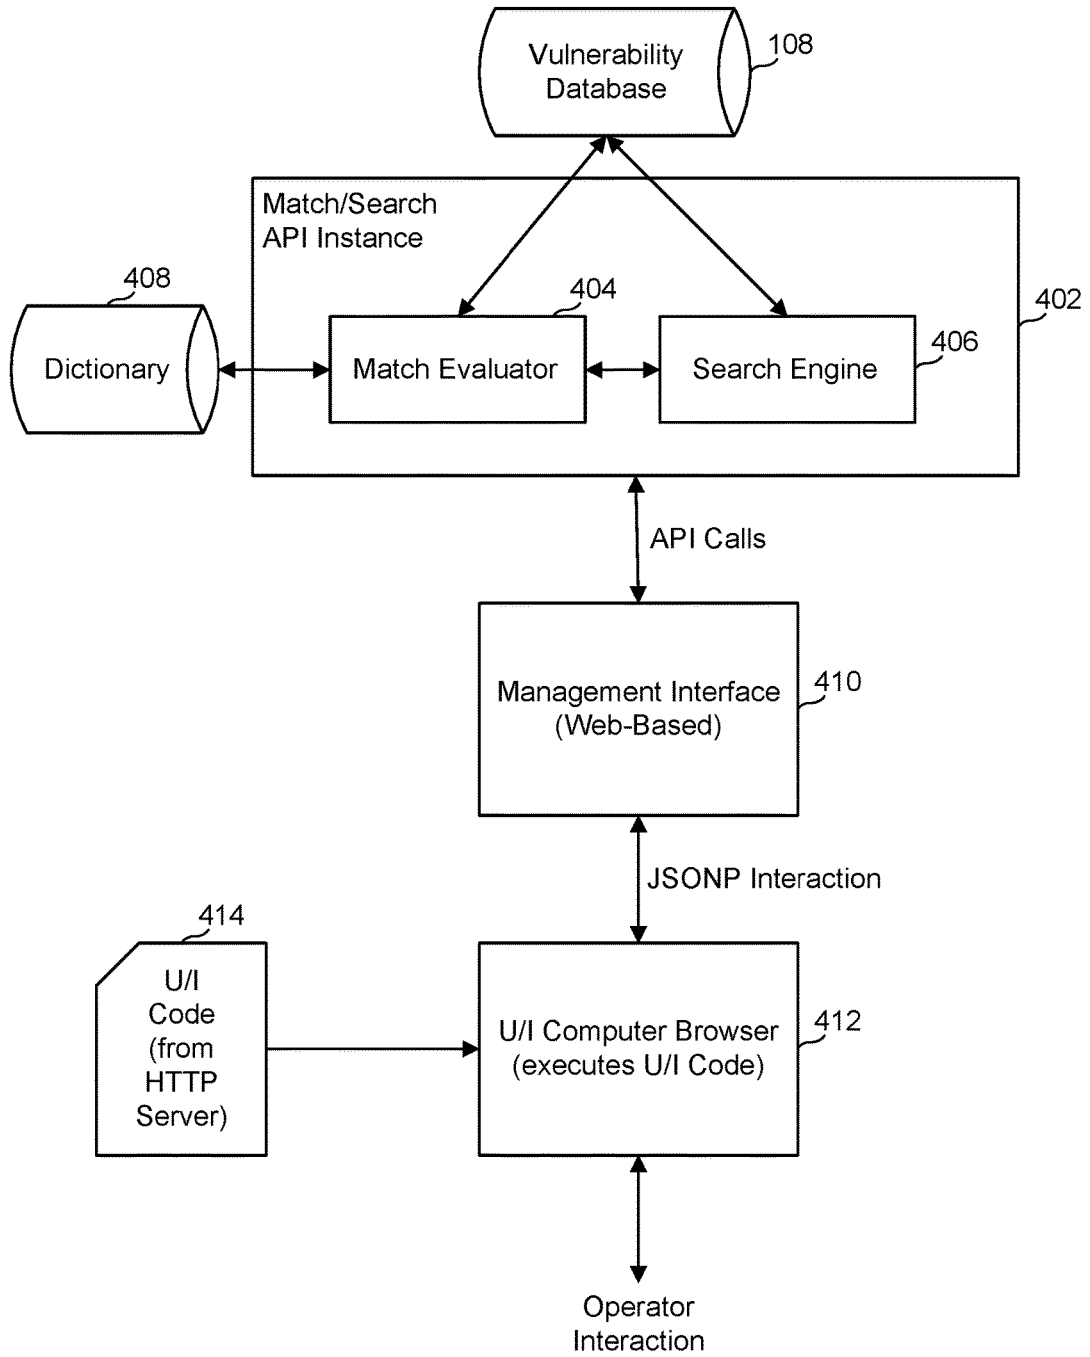 Vulnerability
Database
108
Match/Search
API Instance
408
404
402
406
Dictionary
Match Evaluator
Search Engine
API Calls
Management Interface
(Web-Based)
410
JSONP Interaction
414
U/I
Code
(from
HTTP
Server)
U/I Computer Browser
(executes U/I Code)
412
Operator
Interaction